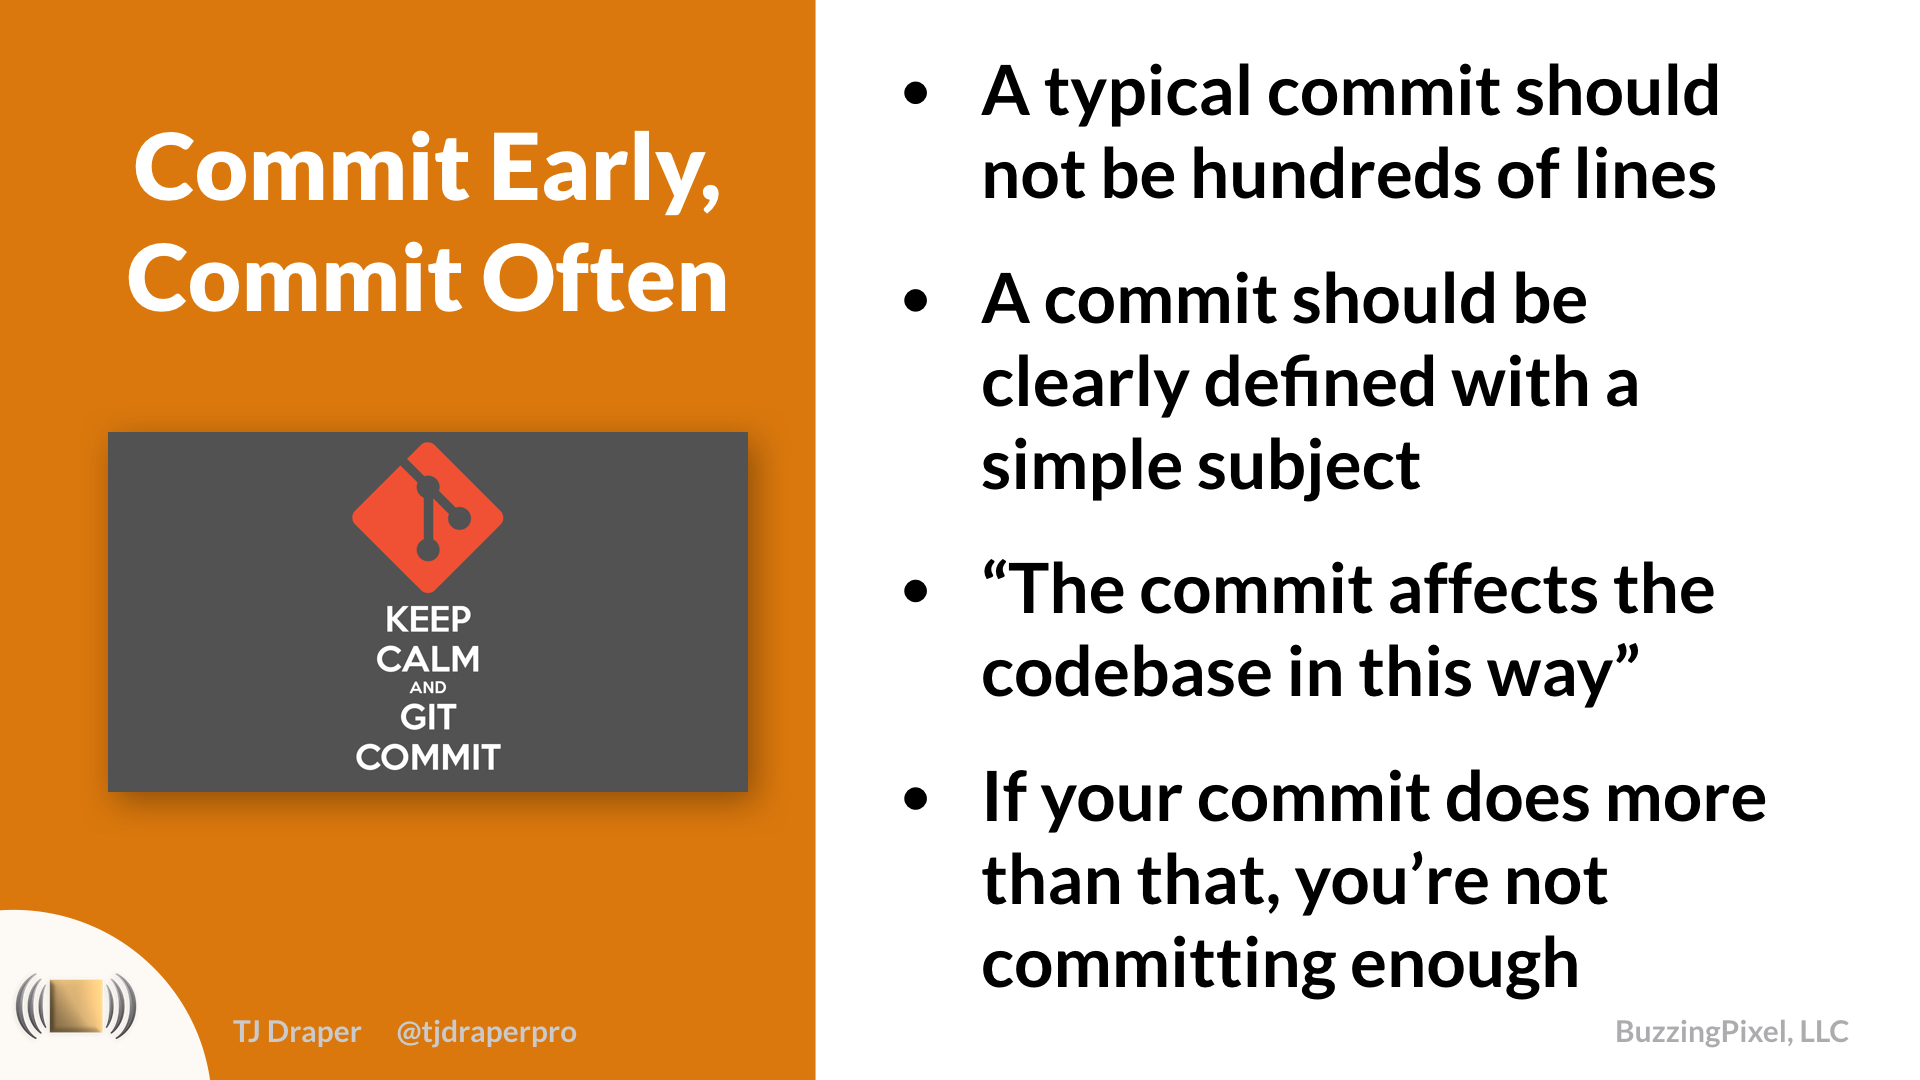 Commit Early,
Commit Often
KEEP
CALM
AND
GIT
COMMIT
• A typical commit should
not be hundreds of lines
• A commit should be
clearly defined with a
simple subject
• “The commit affects the
codebase in this way”
• If your commit does more
than that, you’re not
committing enough
TJ Draper @tjdraperpro
BuzzingPixel, LLC